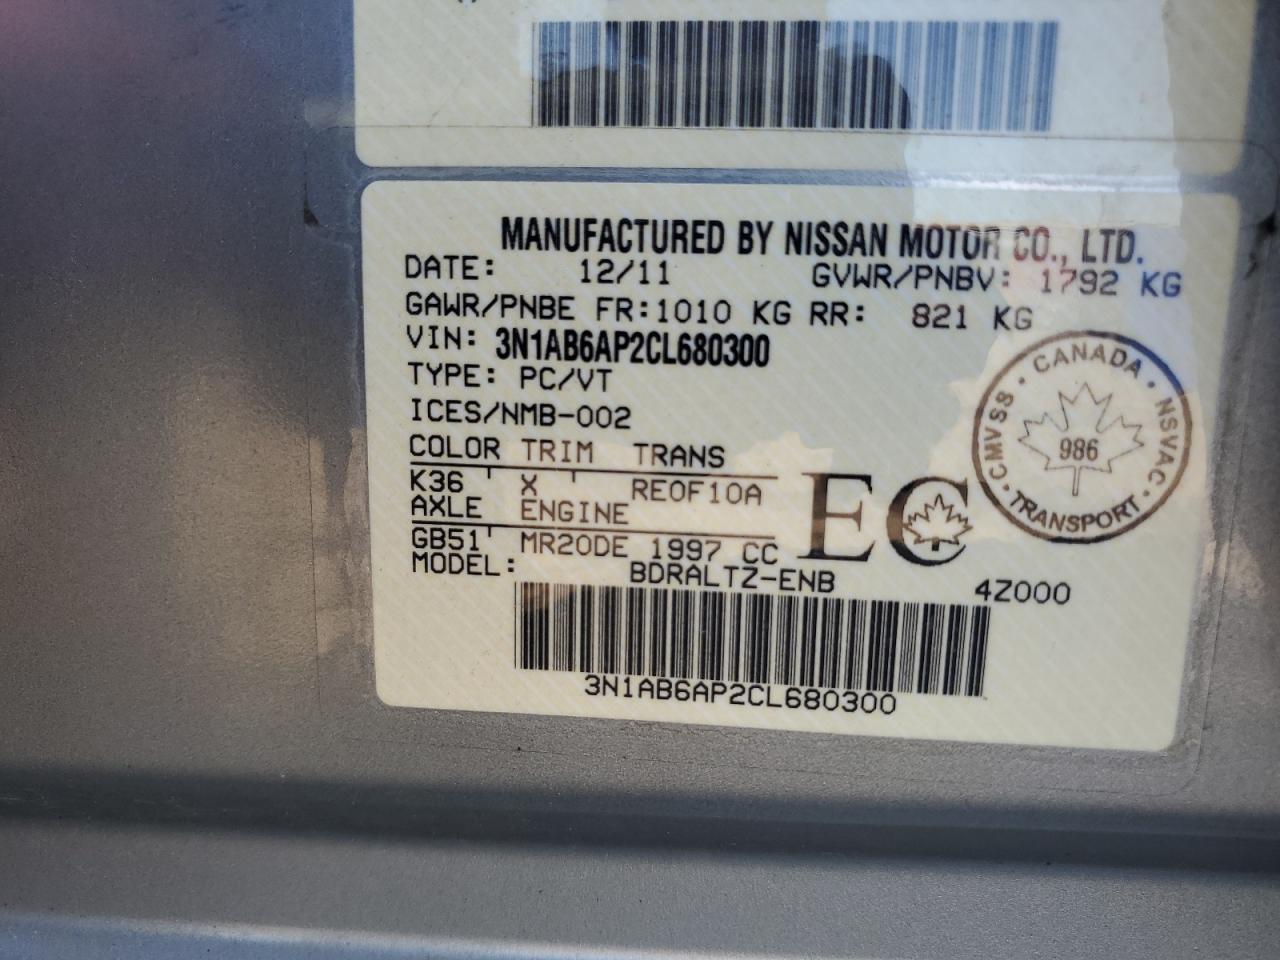 MANUFACTURED BY NISSAN MOTOR CO., LTD.
DATE: 12/11 GVWR/PNBV: 1792 KG
GAWR/PNBE FR:1010 KG RR: 821 KG
VIN: 3N1AB6AP2CL680300
TYPE: PC/VT
ICES/NMB-002
COLOR TRIM TRANS
K36 X RE0F10A
AXLE ENGINE
GB51 MR20DE 1997 CC
MODEL: BDRALTZ-ENB 4Z000
3N1AB6AP2CL680300
EC
CANADA · NSVAC · TRANSPORT · CMVSS ·
986